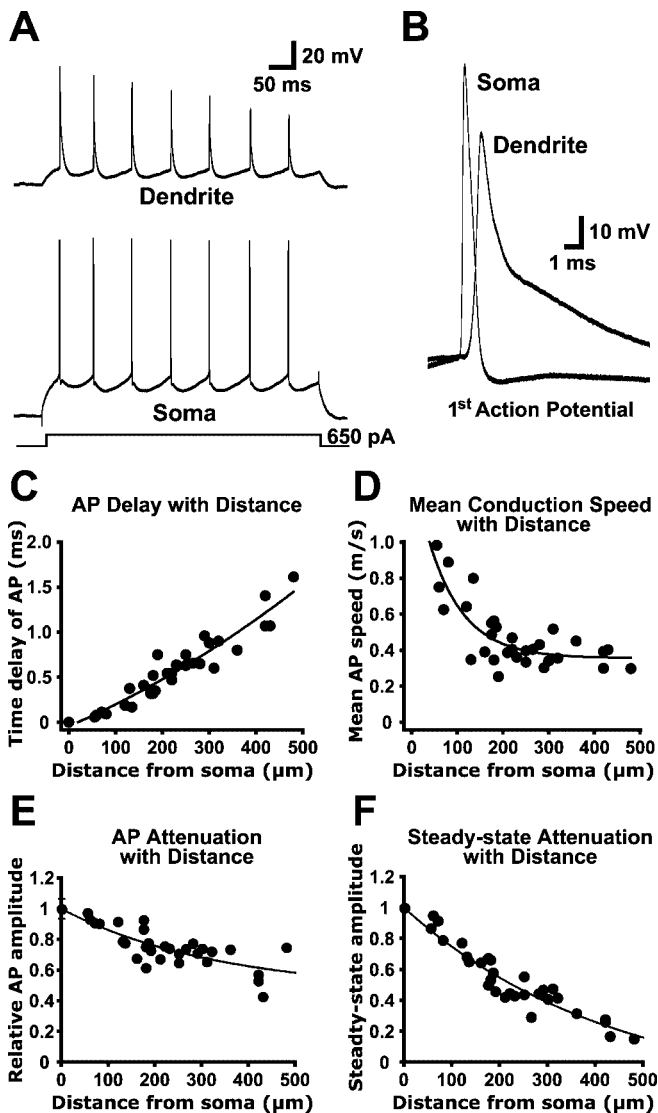 A
20 mV
50 ms
Dendrite
Soma
650 pA
B
Soma
Dendrite
10 mV
1 ms
1st Action Potential
C
AP Delay with Distance
Time delay of AP (ms)
2.0
1.5
1.0
0.5
0
0 100 200 300 400 500
Distance from soma (µm)
D
Mean Conduction Speed
with Distance
Mean AP speed (m/s)
1.0
0.8
0.6
0.4
0.2
0
0 100 200 300 400 500
Distance from soma (µm)
E
AP Attenuation
with Distance
Relative AP amplitude
1.2
1
0.8
0.6
0.4
0.2
0
0 100 200 300 400 500
Distance from soma (µm)
F
Steady-state Attenuation
with Distance
Steadty-state amplitude
1.2
1
0.8
0.6
0.4
0.2
0
0 100 200 300 400 500
Distance from soma (µm)